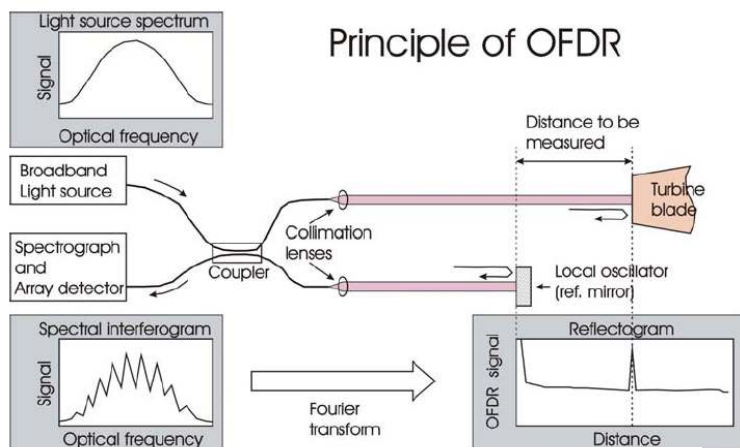 Light source spectrum
Signal
Optical frequency
Principle of OFDR
Distance to be
measured
Broadband
Light source
Turbine
blade
Spectrograph
and
Array detector
Coupler
Collimation
lenses
Local oscillator
(ref. mirror)
Spectral interferogram
Signal
Optical frequency
Fourier
transform
Reflectogram
OFDR signal
Distance